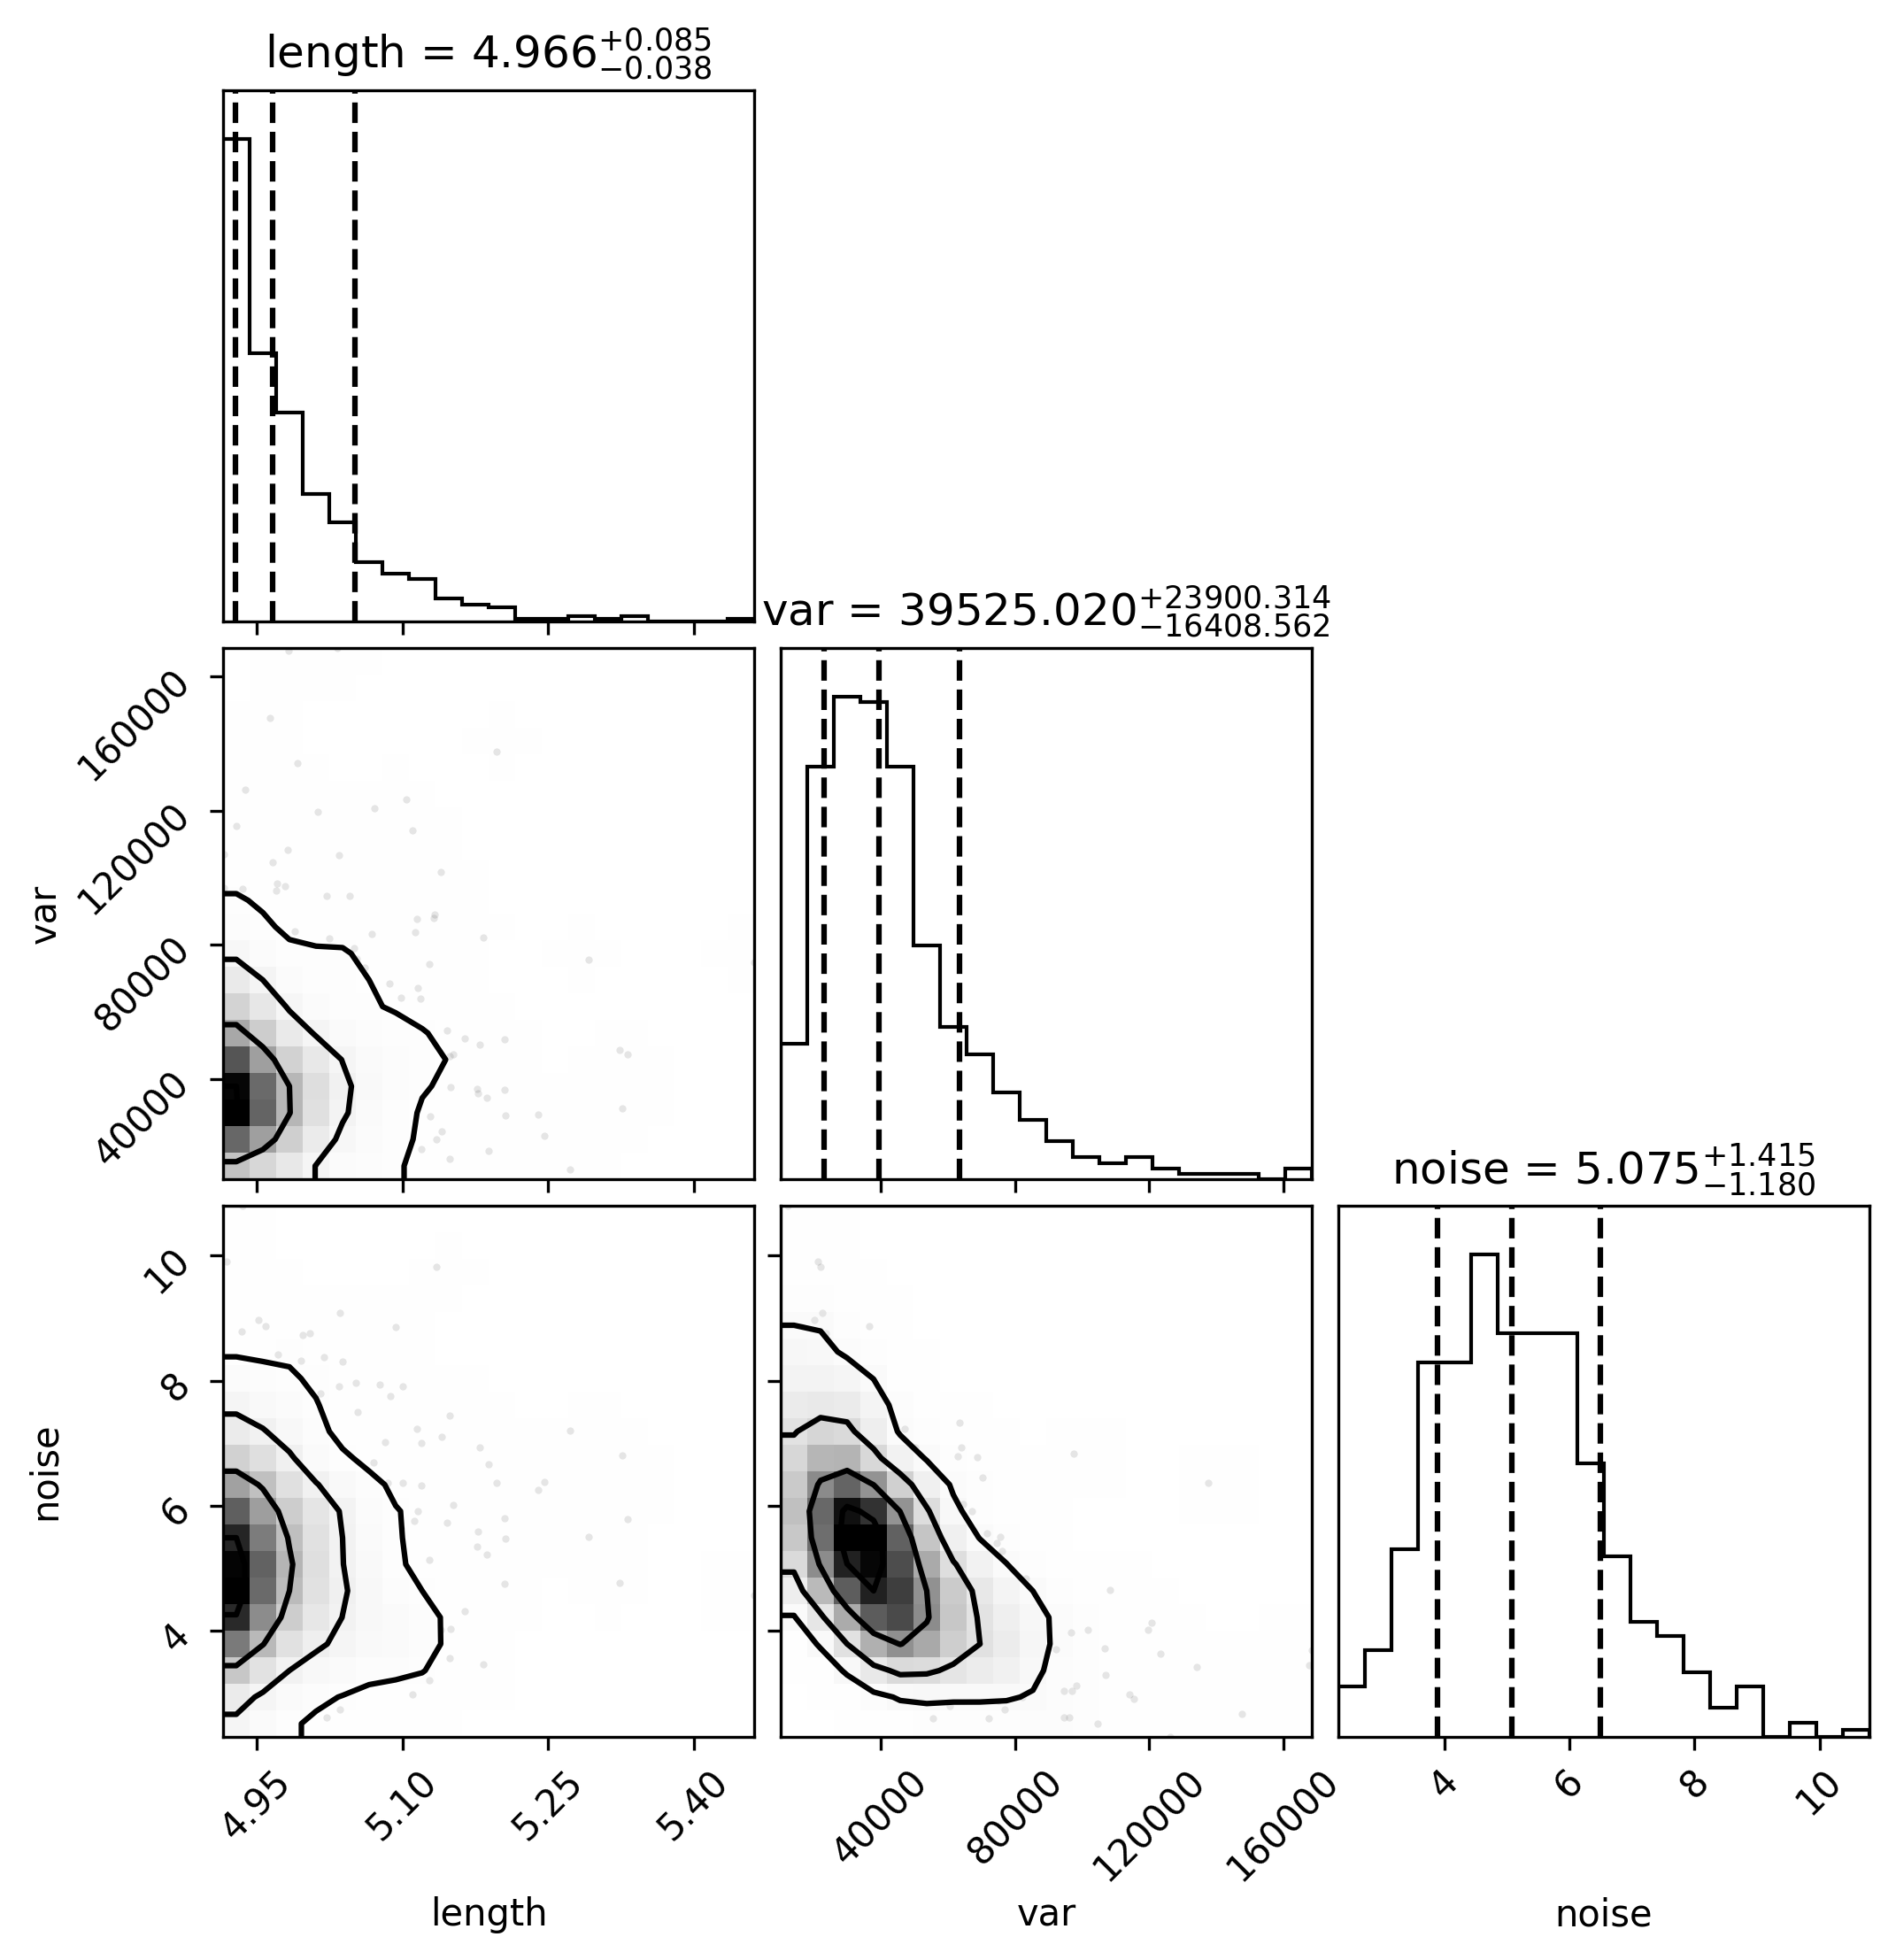 length = 4.966+0.085−0.038
var = 39525.020+23900.314−16408.562
160000
120000
80000
40000
var
noise = 5.075+1.415−1.180
10
8
6
4
noise
4.95 5.10 5.25 5.40 40000 80000 120000 160000 4 6 8 10
length var noise